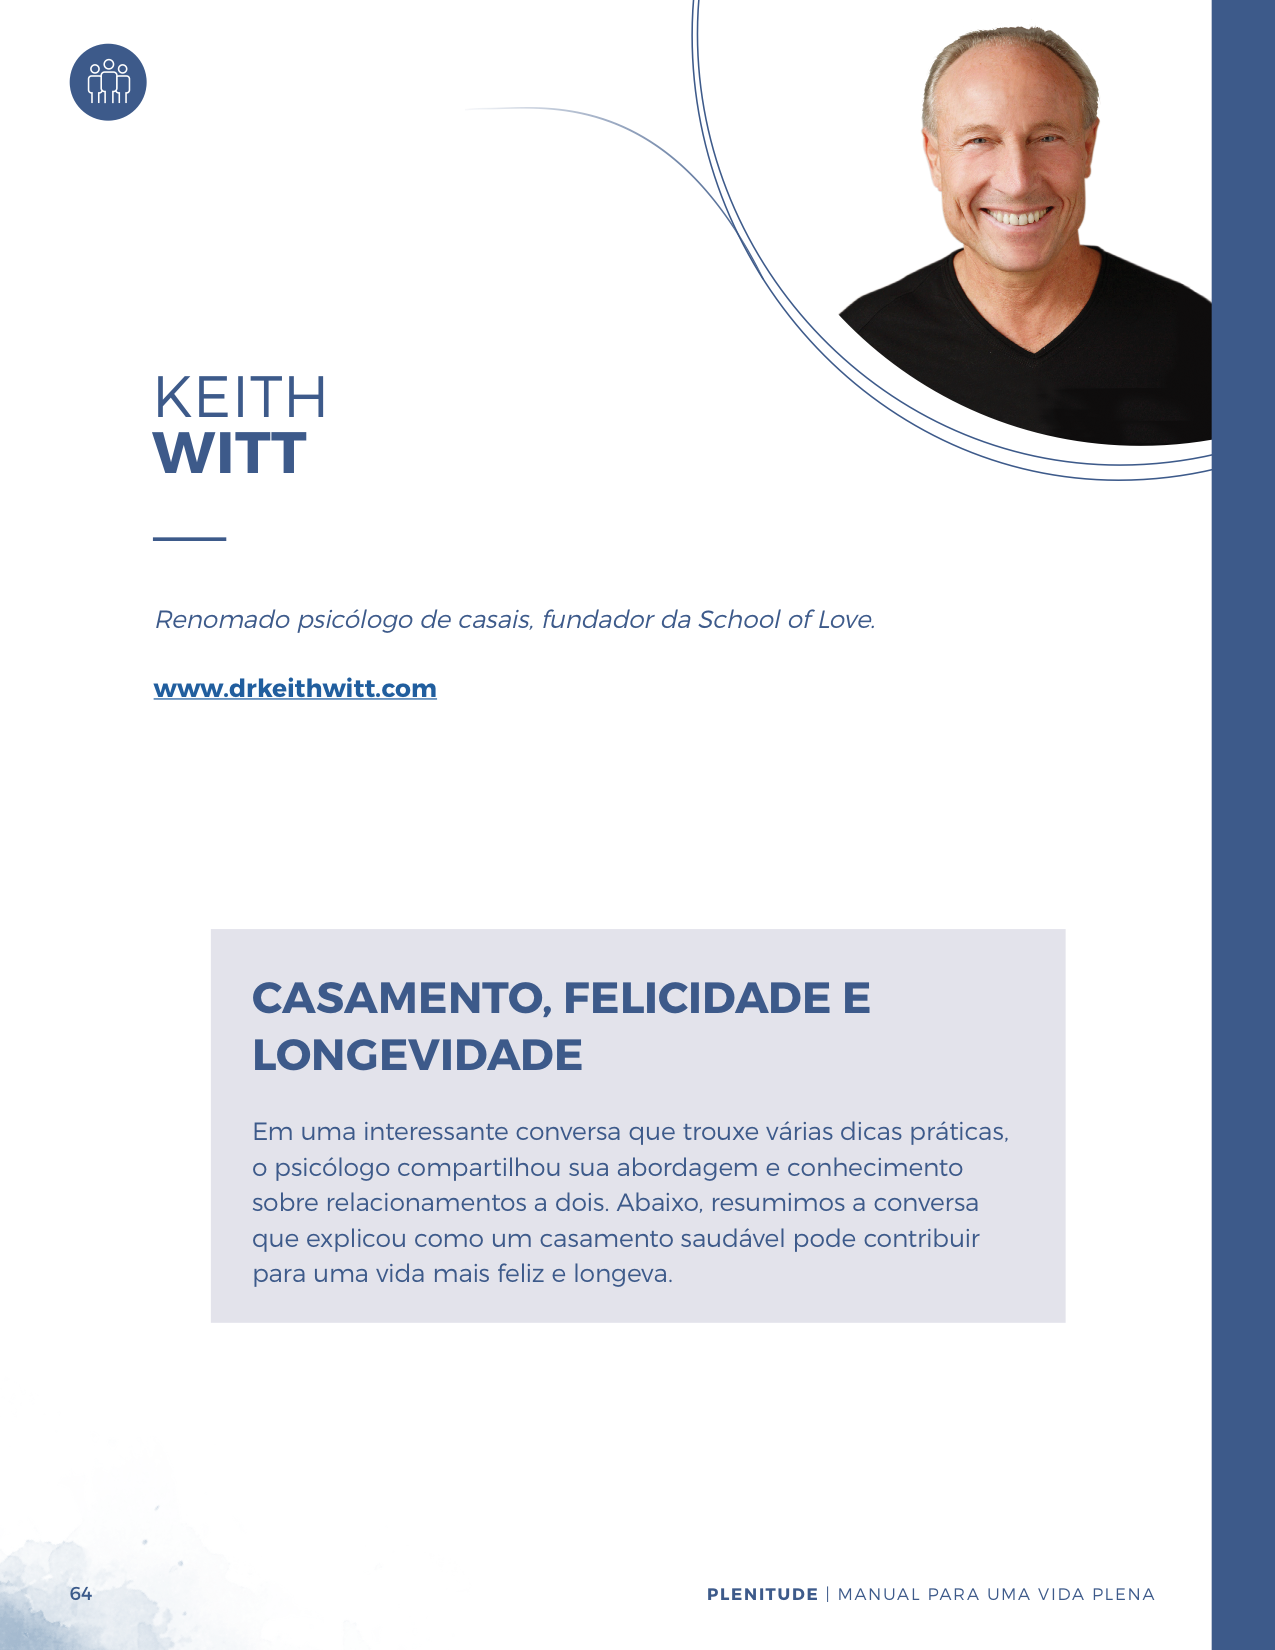 KEITH
WITT
Renomado psicólogo de casais, fundador da School of Love.
www.drkeithwitt.com
CASAMENTO, FELICIDADE E
LONGEVIDADE
Em uma interessante conversa que trouxe várias dicas práticas,
o psicólogo compartilhou sua abordagem e conhecimento
sobre relacionamentos a dois. Abaixo, resumimos a conversa
que explicou como um casamento saudável pode contribuir
para uma vida mais feliz e longeva.
64
PLENITUDE | MANUAL PARA UMA VIDA PLENA